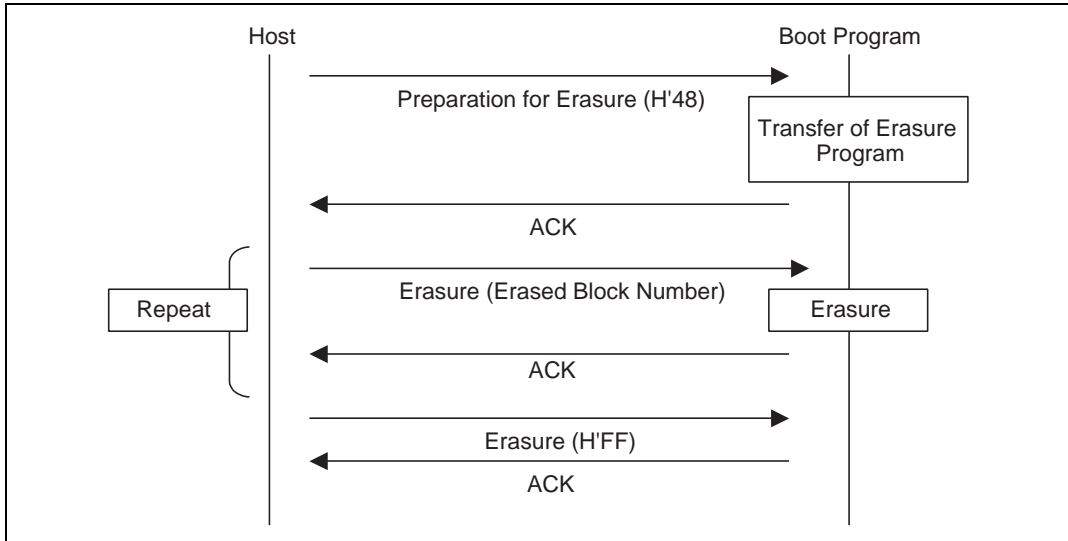 Host
Boot Program
Preparation for Erasure (H'48)
Transfer of Erasure
Program
ACK
Erasure (Erased Block Number)
Repeat
Erasure
ACK
Erasure (H'FF)
ACK